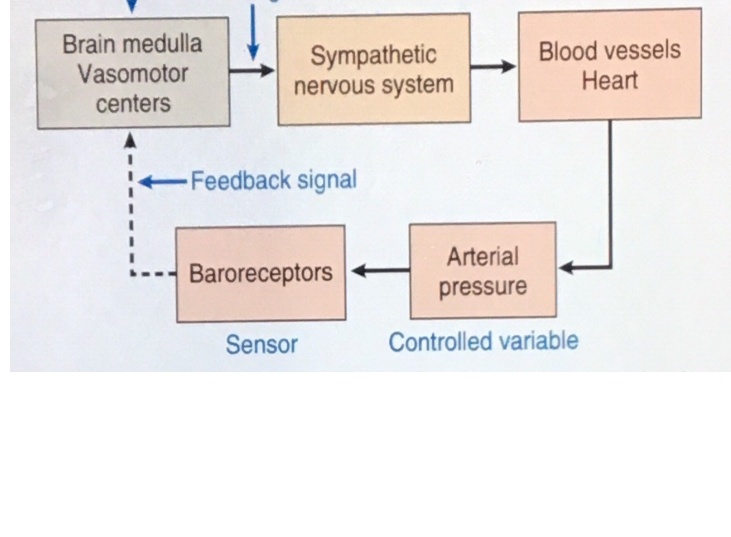 Brain medulla
Vasomotor
centers
Sympathetic
nervous system
Blood vessels
Heart
Feedback signal
Baroreceptors
Arterial
pressure
Sensor
Controlled variable